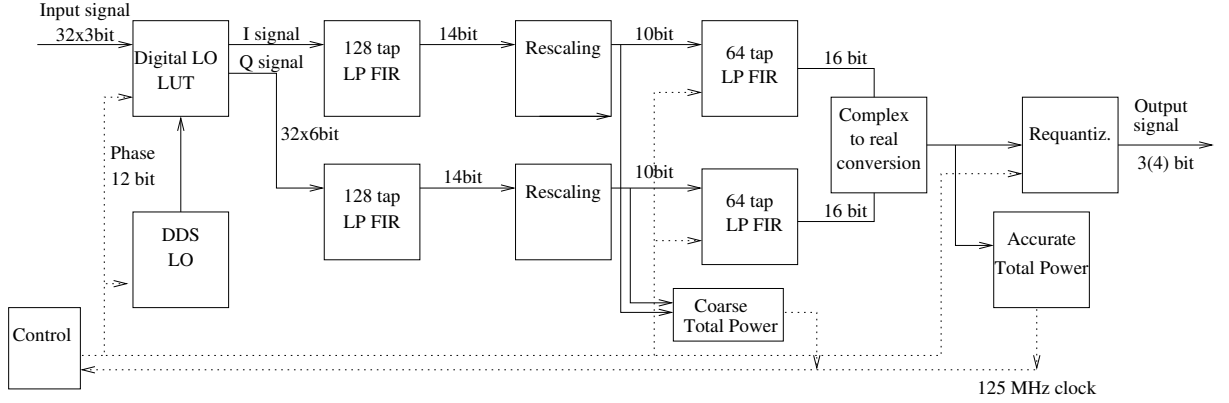 Input signal
32x3bit
Digital LO
LUT
I signal
Q signal
32x6bit
128 tap
LP FIR
14bit
Rescaling
10bit
64 tap
LP FIR
16 bit
Complex
to real
conversion
Requantiz.
Output
signal
3(4) bit
Phase
12 bit
128 tap
LP FIR
14bit
Rescaling
10bit
64 tap
LP FIR
16 bit
DDS
LO
Accurate
Total Power
Coarse
Total Power
Control
125 MHz clock